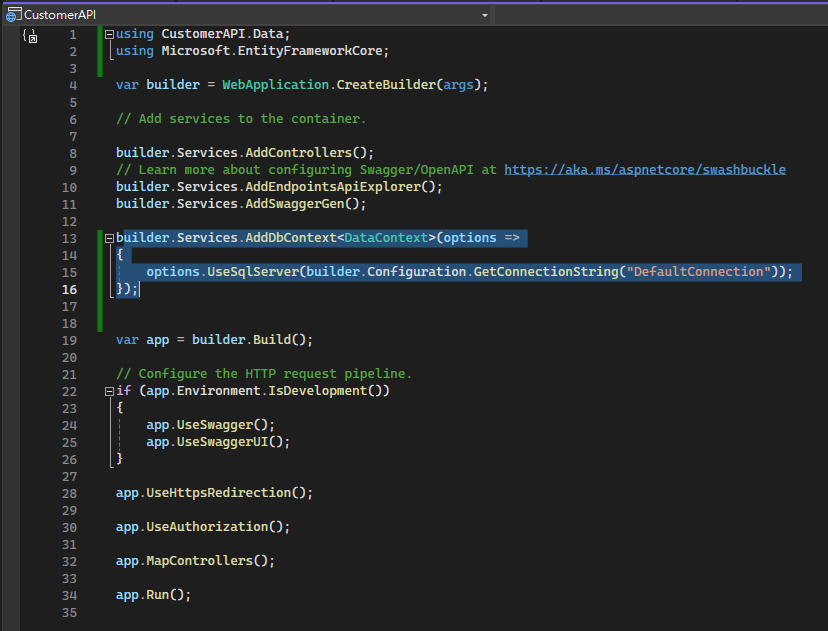 CustomerAPI
1 using CustomerAPI.Data;
2 using Microsoft.EntityFrameworkCore;
3
4 var builder = WebApplication.CreateBuilder(args);
5
6 // Add services to the container.
7
8 builder.Services.AddControllers();
9 // Learn more about configuring Swagger/OpenAPI at https://aka.ms/aspnetcore/swashbuckle
10 builder.Services.AddEndpointsApiExplorer();
11 builder.Services.AddSwaggerGen();
12
13 builder.Services.AddDbContext<DataContext>(options =>
14 {
15     options.UseSqlServer(builder.Configuration.GetConnectionString("DefaultConnection"));
16 });
17
18
19 var app = builder.Build();
20
21 // Configure the HTTP request pipeline.
22 if (app.Environment.IsDevelopment())
23 {
24     app.UseSwagger();
25     app.UseSwaggerUI();
26 }
27
28 app.UseHttpsRedirection();
29
30 app.UseAuthorization();
31
32 app.MapControllers();
33
34 app.Run();
35